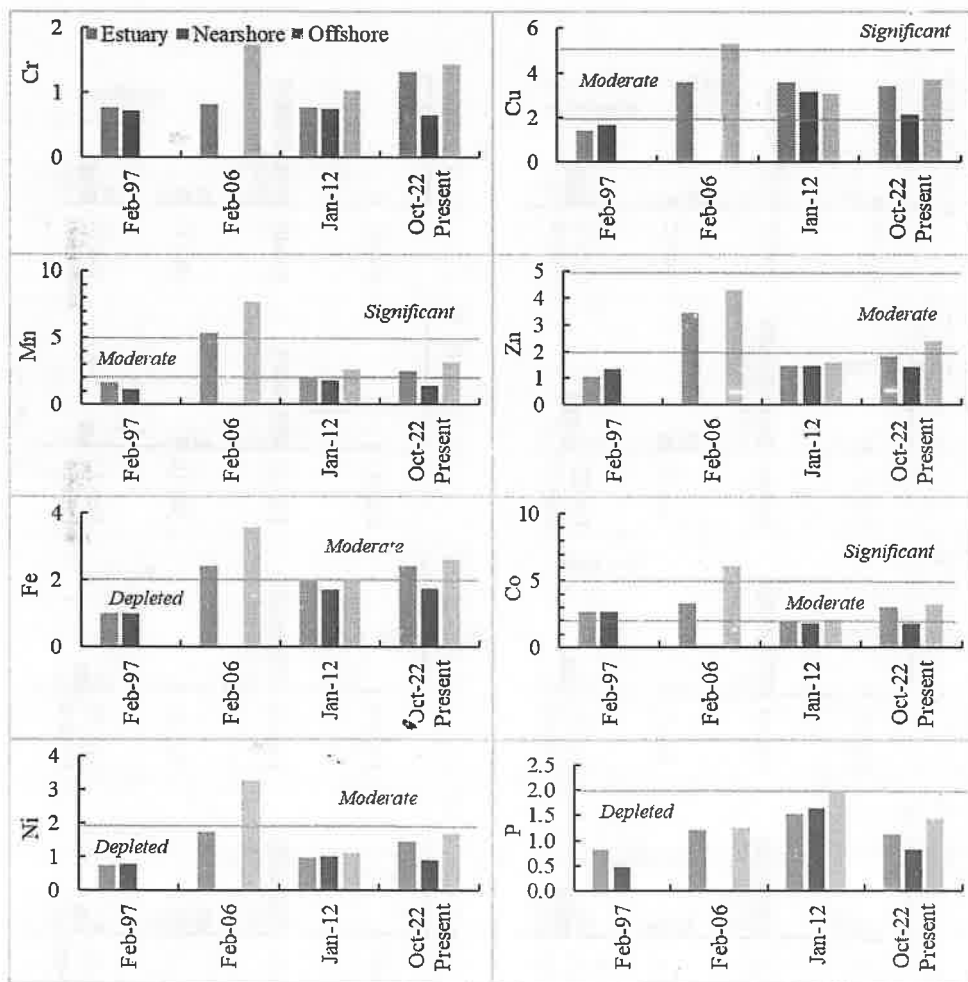 Cr
2
1
0
Estuary Nearshore Offshore
Feb-97
Feb-06
Jan-12
Oct-22
Present
Cu
6
5
4
3
2
1
0
Significant
Moderate
Feb-97
Feb-06
Jan-12
Oct-22
Present
Mn
10
5
0
Significant
Moderate
Feb-97
Feb-06
Jan-12
Oct-22
Present
Zn
5
4
3
2
1
0
Moderate
Feb-97
Feb-06
Jan-12
Oct-22
Present
Fe
4
2
0
Moderate
Depleted
Feb-97
Feb-06
Jan-12
Oct-22
Present
Co
10
5
0
Significant
Moderate
Feb-97
Feb-06
Jan-12
Oct-22
Present
Ni
4
3
2
1
0
Moderate
Depleted
Feb-97
Feb-06
Jan-12
Oct-22
Present
P
2.5
2.0
1.5
1.0
0.5
0.0
Depleted
Feb-97
Feb-06
Jan-12
Oct-22
Present